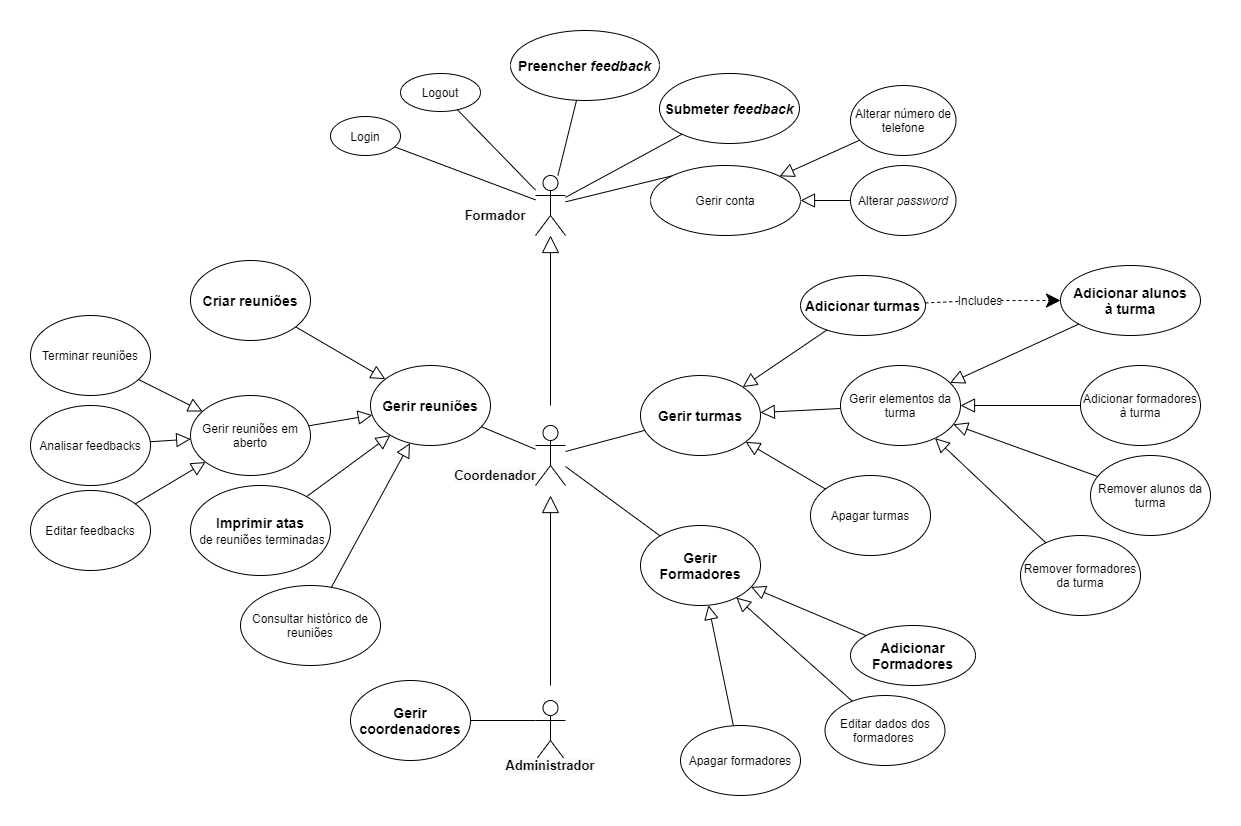 Preencher feedback
Logout
Submeter feedback
Login
Alterar número de
telefone
Gerir conta
Alterar password
Formador
Criar reuniões
Adicionar turmas
Includes
Adicionar alunos
à turma
Terminar reuniões
Gerir reuniões
Gerir turmas
Gerir elementos da
turma
Adicionar formadores
à turma
Gerir reuniões em
aberto
Analisar feedbacks
Coordenador
Remover alunos da
turma
Apagar turmas
Editar feedbacks
Imprimir atas
de reuniões terminadas
Gerir
Formadores
Remover formadores
da turma
Consultar histórico de
reuniões
Adicionar
Formadores
Gerir
coordenadores
Editar dados dos
formadores
Apagar formadores
Administrador